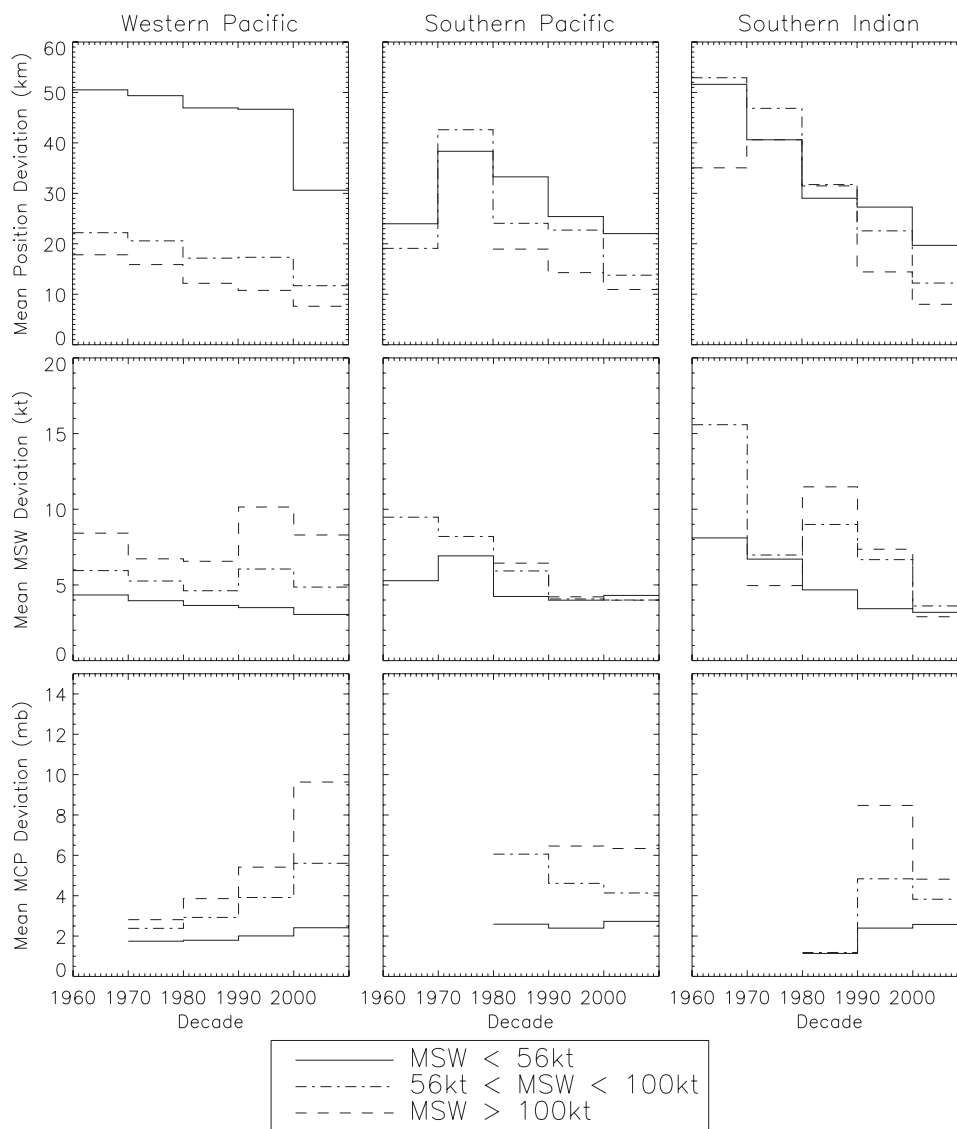 Western Pacific
Southern Pacific
Southern Indian
Mean Position Deviation (km)
60
50
40
30
20
10
0
Mean MSW Deviation (kt)
20
15
10
5
0
Mean MCP Deviation (mb)
14
12
10
8
6
4
2
0
1960 1970 1980 1990 2000
Decade
1960 1970 1980 1990 2000
Decade
1960 1970 1980 1990 2000
Decade
MSW < 56kt
56kt < MSW < 100kt
MSW > 100kt